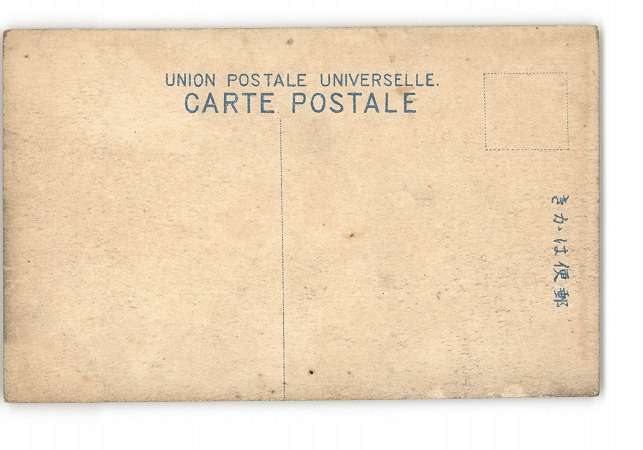 UNION POSTALE UNIVERSELLE.
CARTE POSTALE
郵便はかき